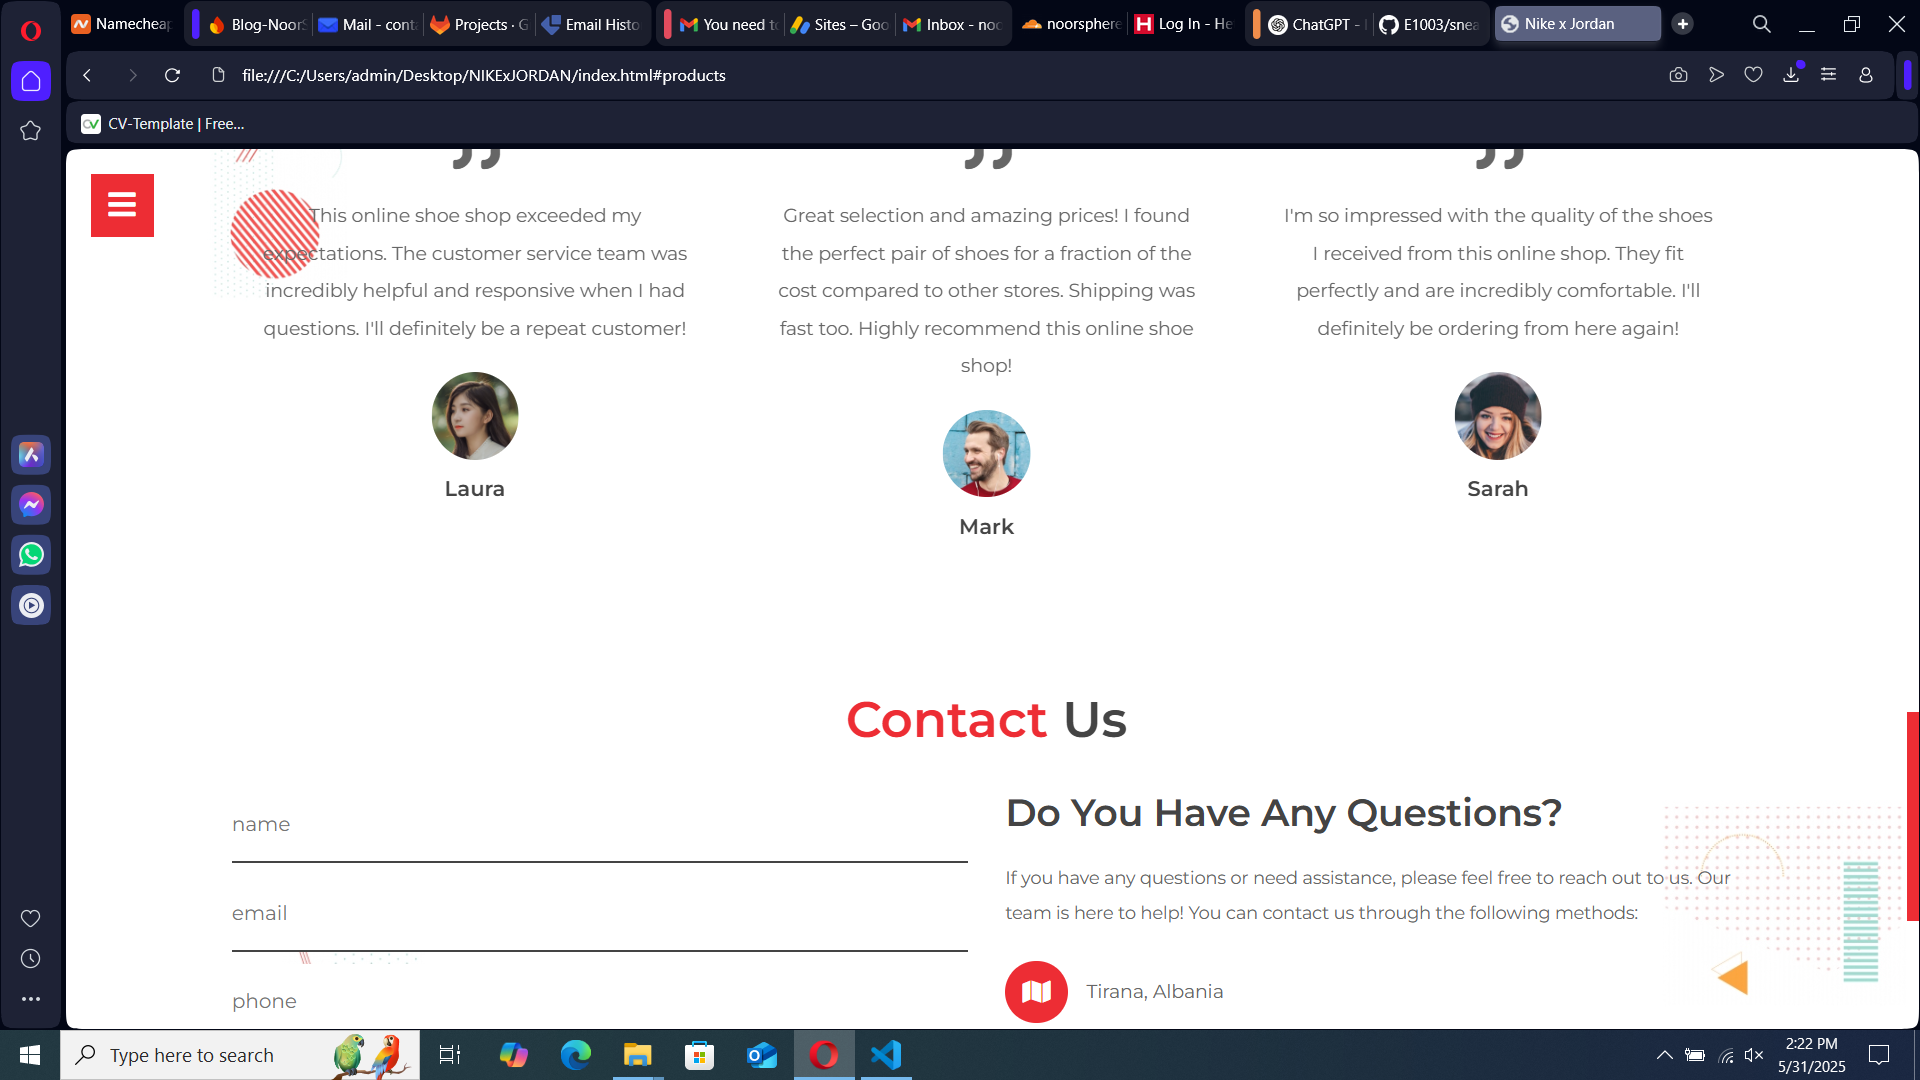 Namecheap
Blog-NoorS
Mail - conta
Projects · G
Email Histo
You need to
Sites – Goo
Inbox - noo
noorsphere
Log In - He
ChatGPT -
E1003/snea
Nike x Jordan
file:///C:/Users/admin/Desktop/NIKExJORDAN/index.html#products
CV-Template | Free...
This online shoe shop exceeded my
expectations. The customer service team was
incredibly helpful and responsive when I had
questions. I'll definitely be a repeat customer!
Laura
Great selection and amazing prices! I found
the perfect pair of shoes for a fraction of the
cost compared to other stores. Shipping was
fast too. Highly recommend this online shoe
shop!
Mark
I'm so impressed with the quality of the shoes
I received from this online shop. They fit
perfectly and are incredibly comfortable. I'll
definitely be ordering from here again!
Sarah
Contact Us
name
email
phone
Do You Have Any Questions?
If you have any questions or need assistance, please feel free to reach out to us. Our
team is here to help! You can contact us through the following methods:
Tirana, Albania
Type here to search
2:22 PM
5/31/2025